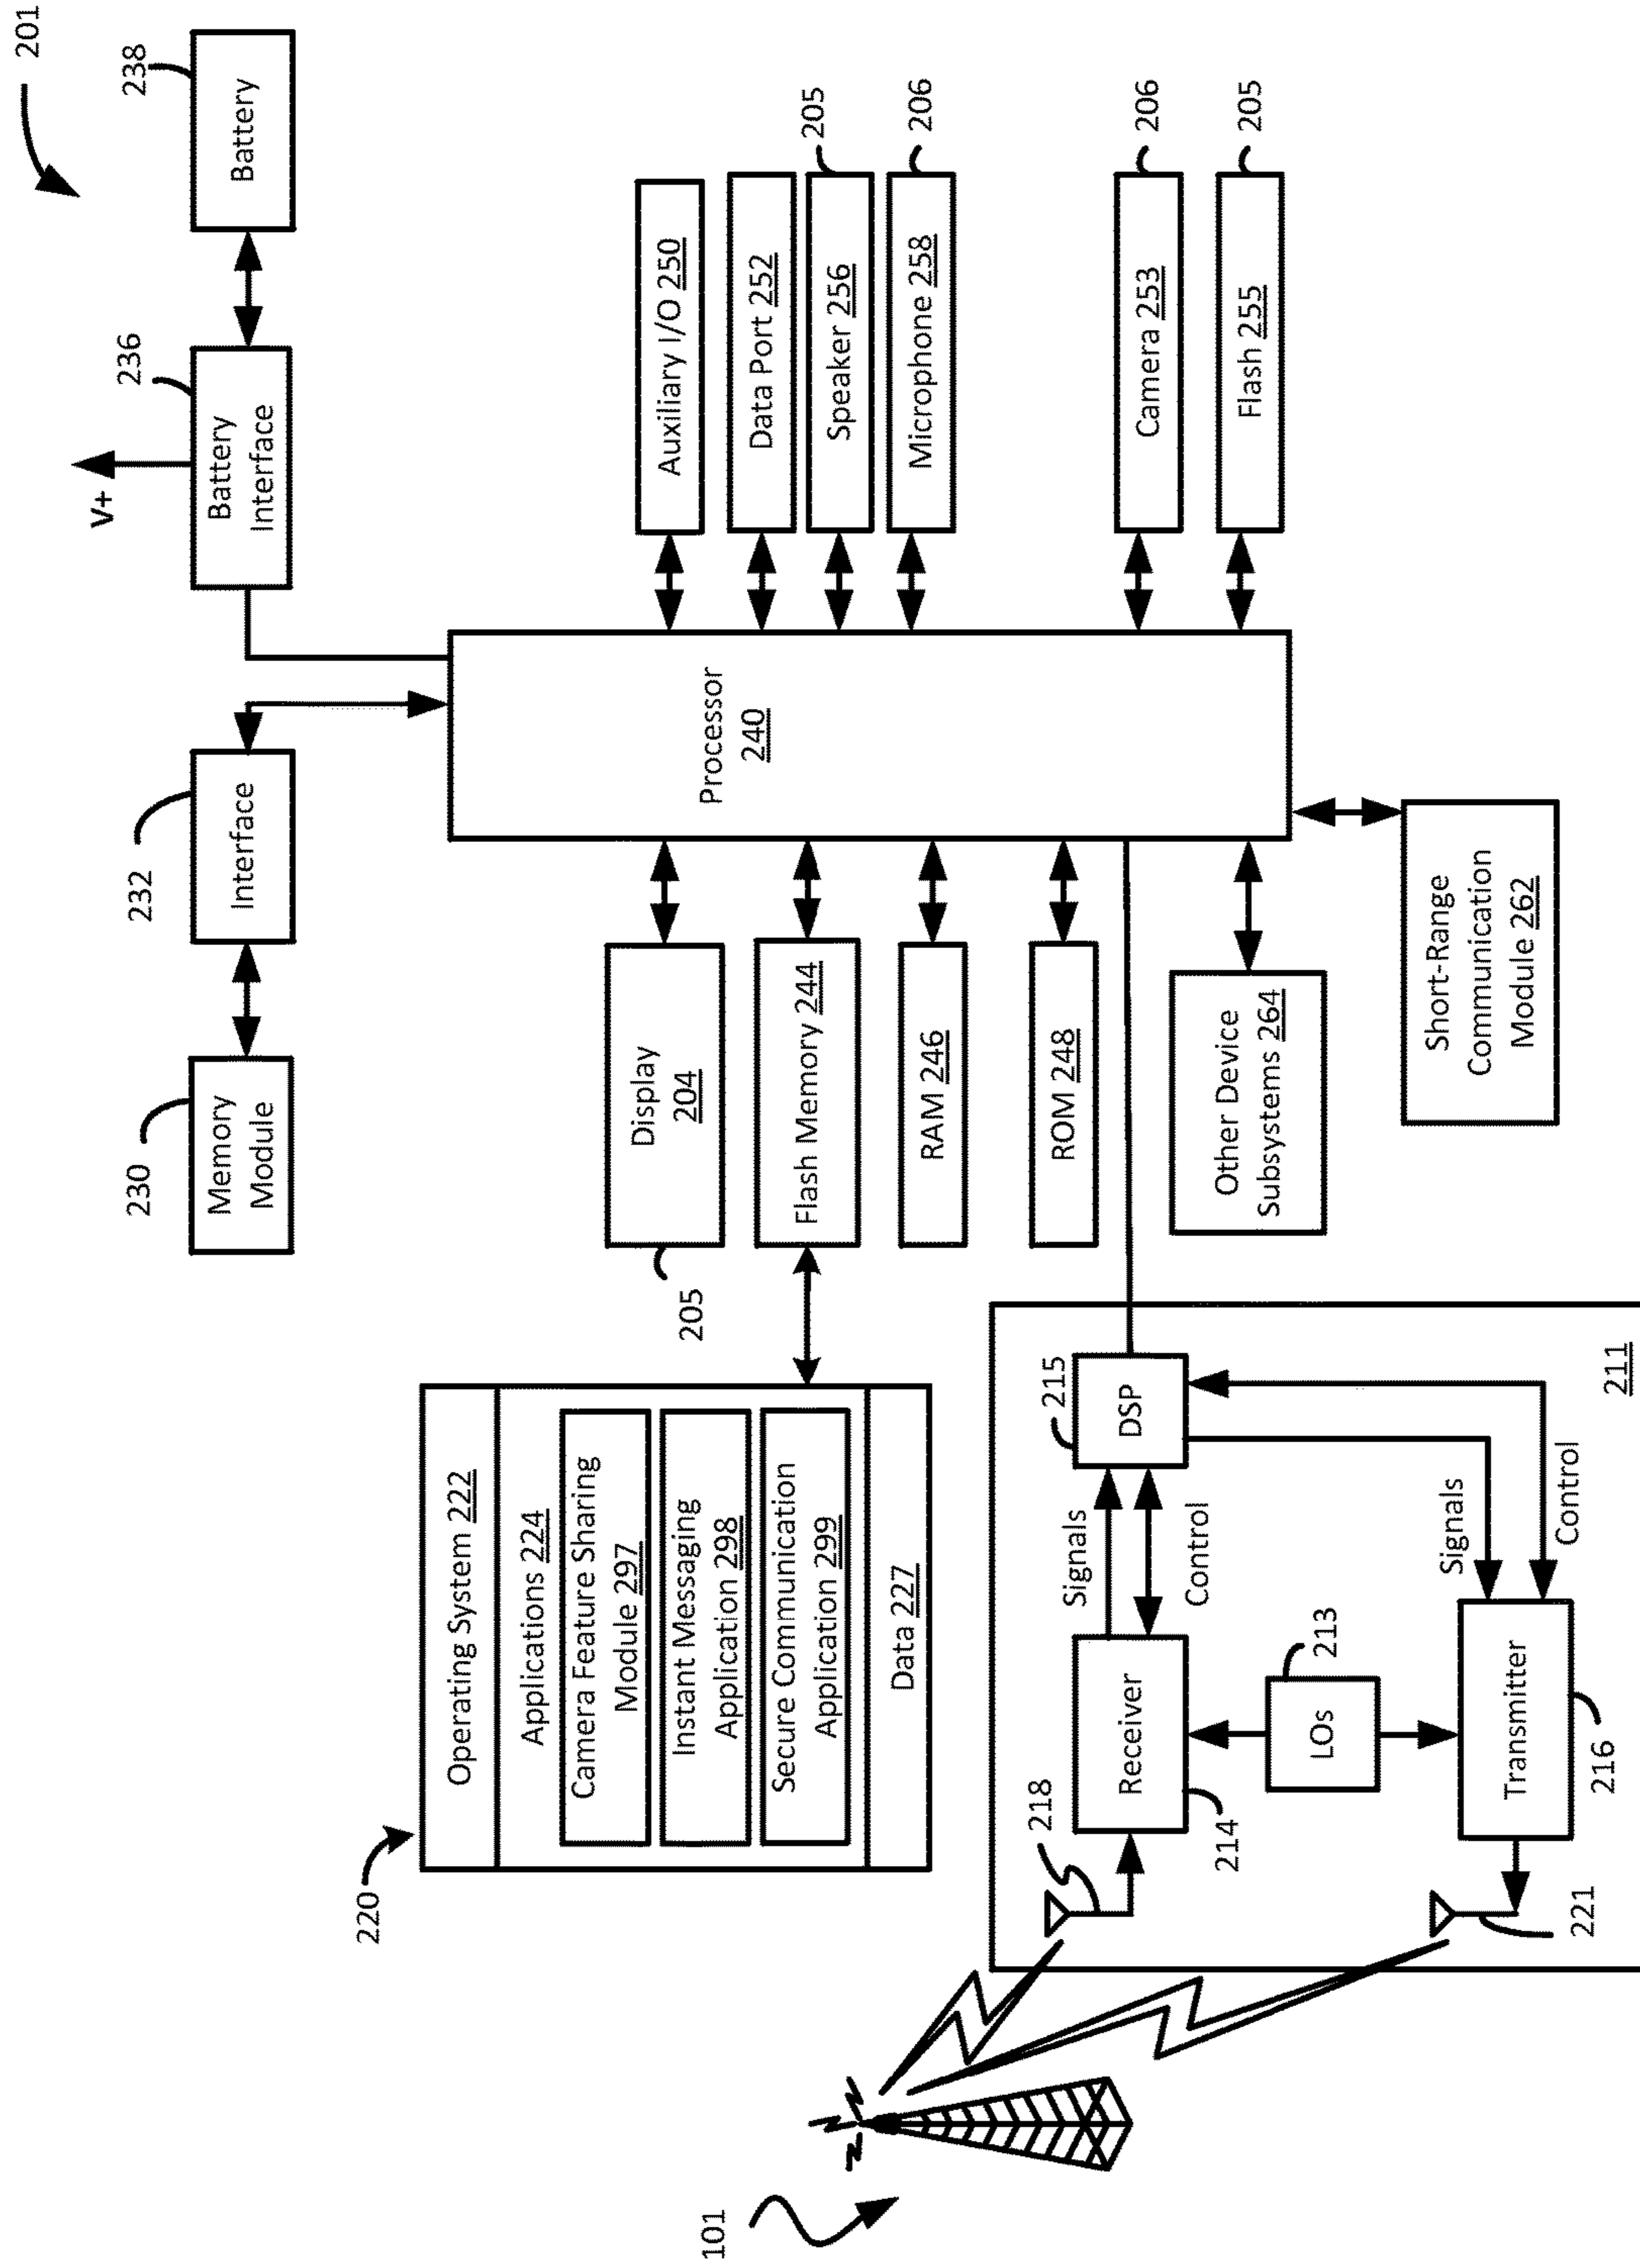 201
230
Memory
Module
232
Interface
V+
236
Battery
Interface
238
Battery
220
Operating System 222
Applications 224
Camera Feature Sharing
Module 297
Instant Messaging
Application 298
Secure Communication
Application 299
Data 227
205
Display
204
Flash Memory 244
RAM 246
ROM 248
Other Device
Subsystems 264
Short-Range
Communication
Module 262
Processor
240
Auxiliary I/O 250
Data Port 252
Speaker 256
205
Microphone 258
206
Camera 253
206
Flash 255
205
101
218
Receiver
214
Signals
Control
215
DSP
LOs
213
Signals
Control
Transmitter
216
221
211